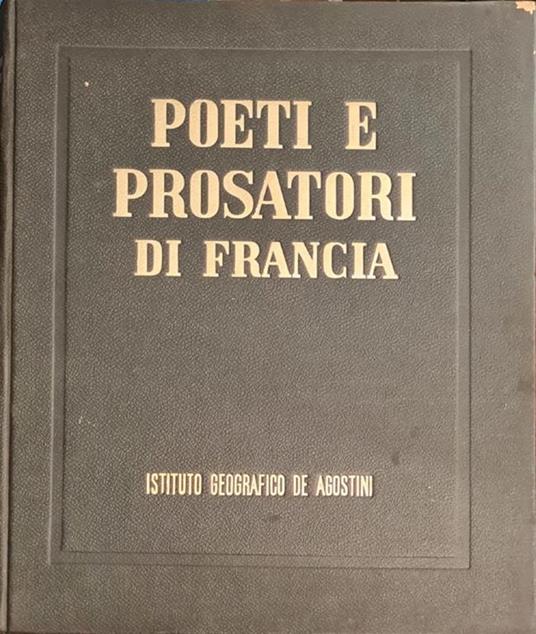 POETI E
PROSATORI
DI FRANCIA
ISTITUTO GEOGRAFICO DE AGOSTINI